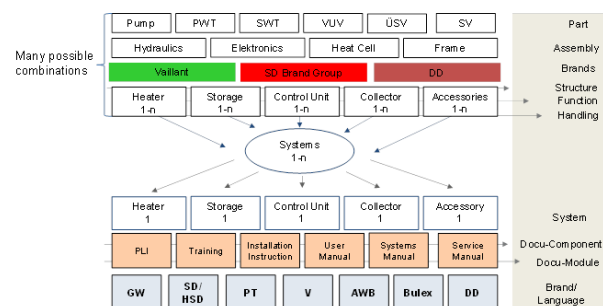 Pump PWT SWT VUV ÜSV SV Part
Many possible
combinations
Hydraulics Elektronics Heat Cell Frame Assembly
Vaillant SD Brand Group DD Brands
Structure
Heater Storage Control Unit Collector Accessories Function
1-n 1-n 1-n 1-n 1-n Handling
Systems
1-n
Heater Storage Control Unit Collector Accessory
1 1 1 1 1 System
PLI Training Installation Instruction User Manual Systems Manual Service Manual Docu-Component
Docu-Module
GW SD/ HSD PT V AWB Bulex DD Brand/
Language